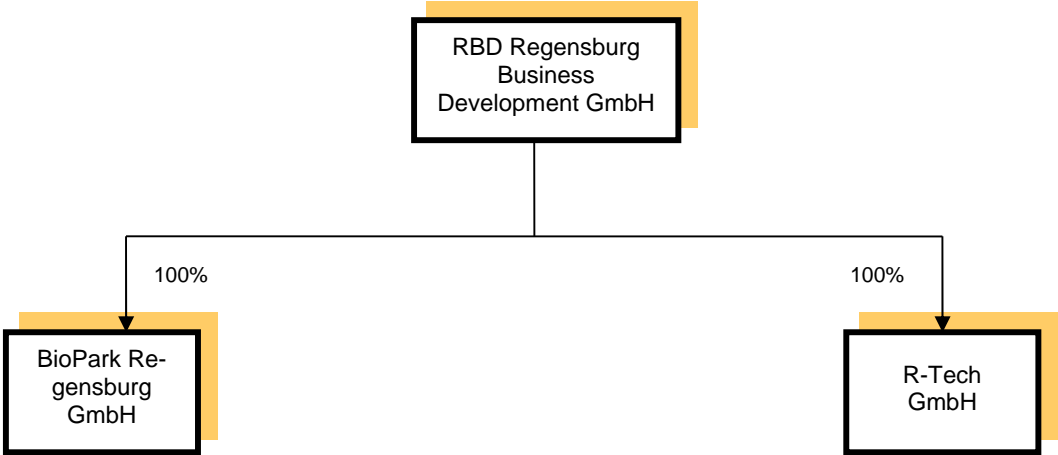 RBD Regensburg
Business
Development GmbH
100%
100%
BioPark Re-
gensburg
GmbH
R-Tech
GmbH